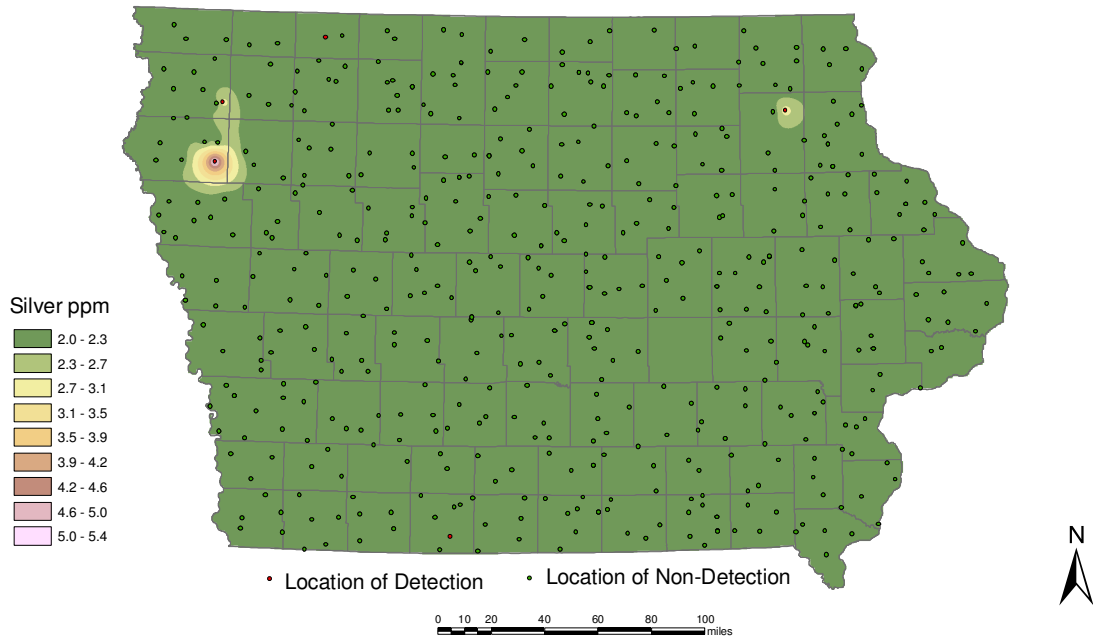 Silver ppm
2.0 - 2.3
2.3 - 2.7
2.7 - 3.1
3.1 - 3.5
3.5 - 3.9
3.9 - 4.2
4.2 - 4.6
4.6 - 5.0
5.0 - 5.4
N
Location of Detection
Location of Non-Detection
0 10 20 40 60 80 100
miles